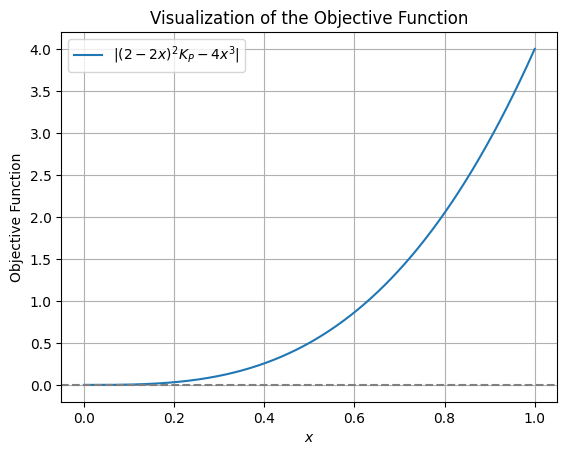 Visualization of the Objective Function
|(2 − 2x)²K_P − 4x³|
Objective Function
4.0
3.5
3.0
2.5
2.0
1.5
1.0
0.5
0.0
0.0 0.2 0.4 0.6 0.8 1.0
x